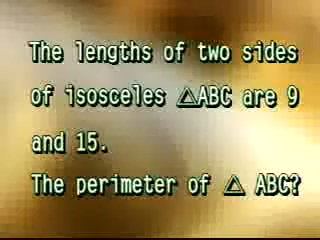 The lengths of two sides
of isosceles △ABC are 9
and 15.
The perimeter of △ ABC?